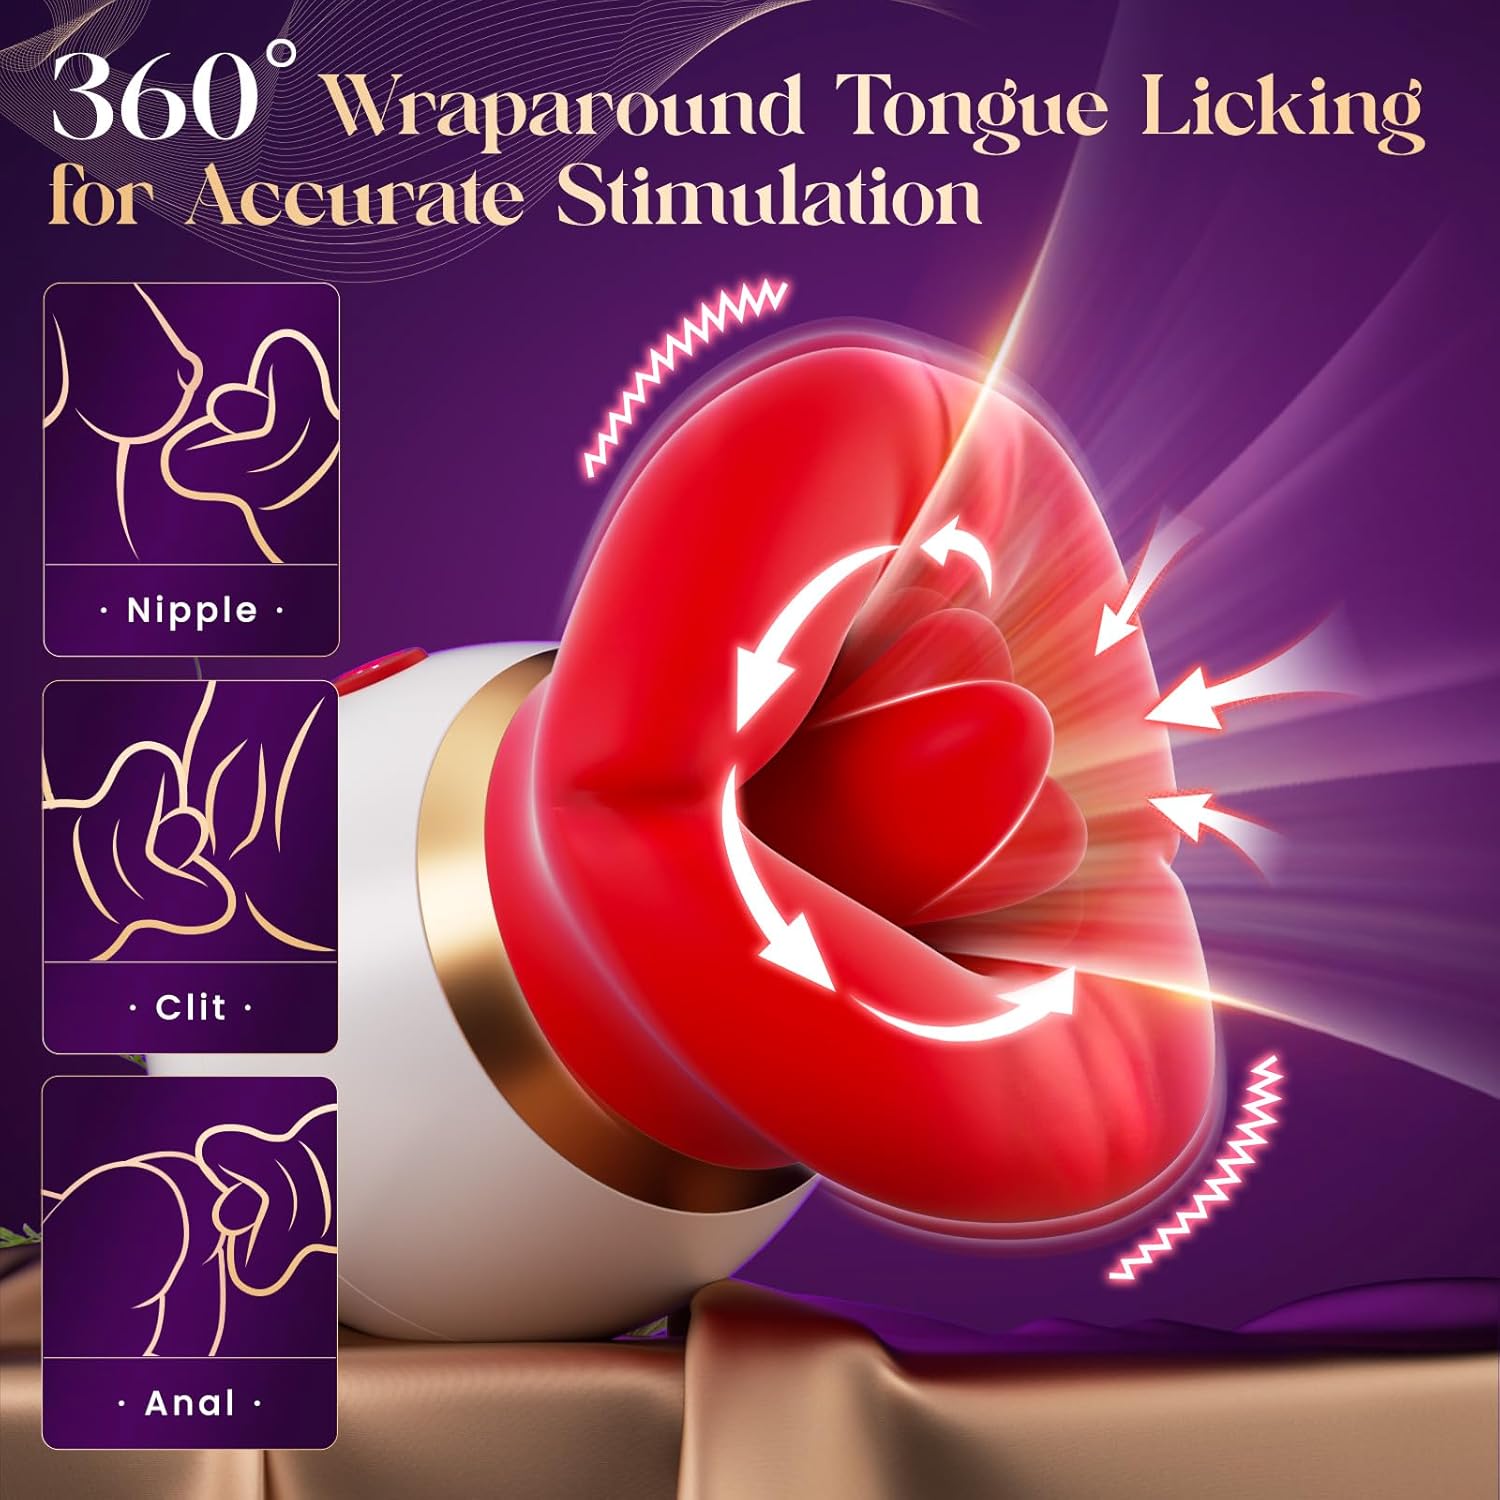 360° Wraparound Tongue Licking
for Accurate Stimulation
· Nipple ·
· Clit ·
· Anal ·